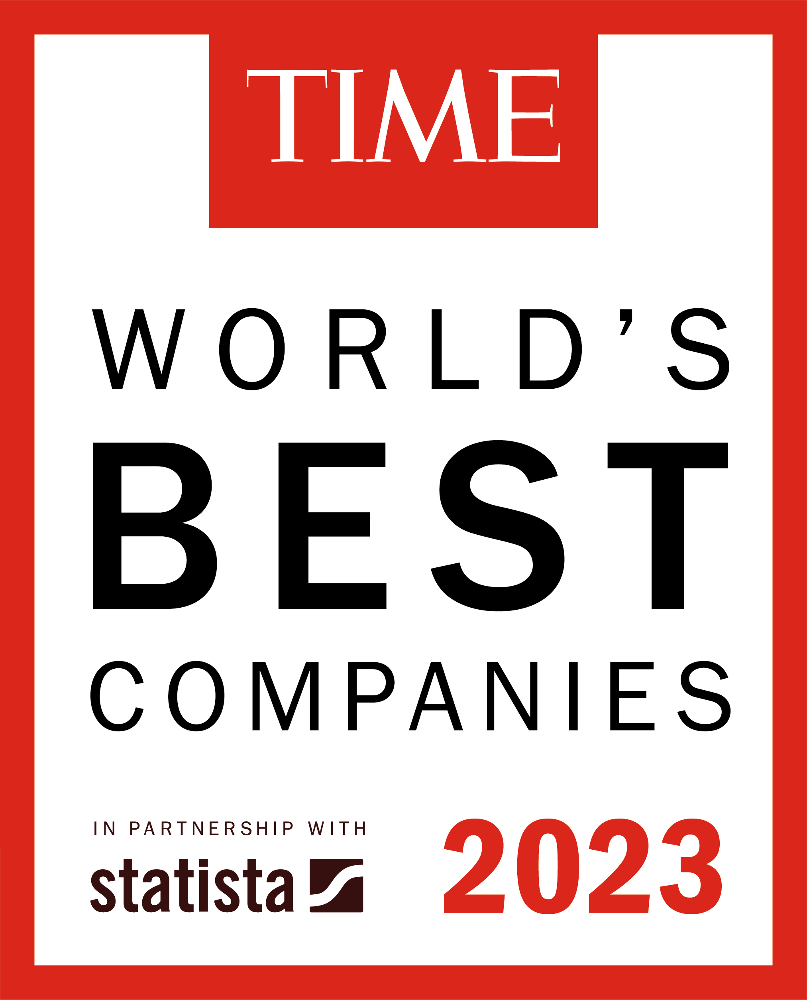 TIME
WORLD’S
BEST
COMPANIES
IN PARTNERSHIP WITH
statista
2023